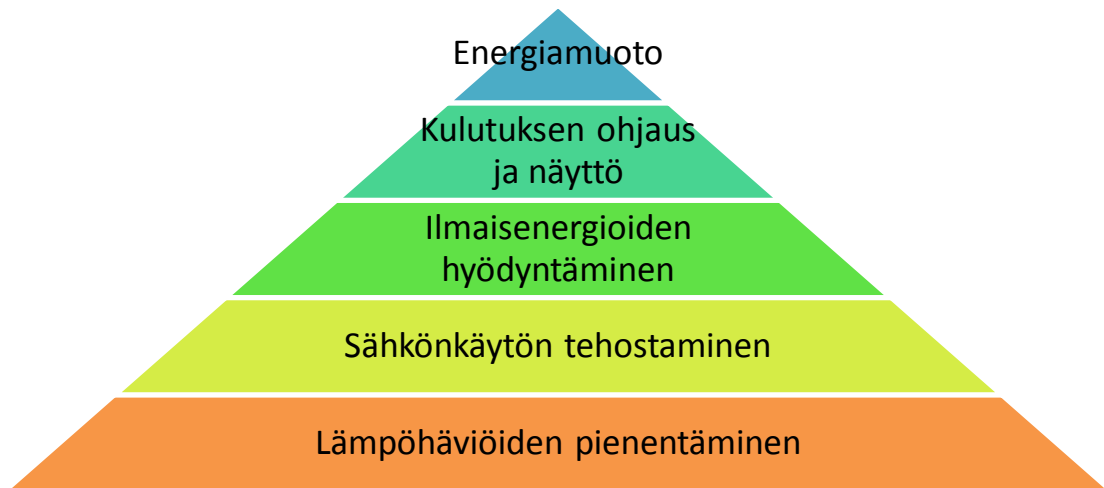 Energiamuoto
Kulutuksen ohjaus
ja näyttö
Ilmaisenergioiden
hyödyntäminen
Sähkönkäytön tehostaminen
Lämpöhäviöiden pienentäminen